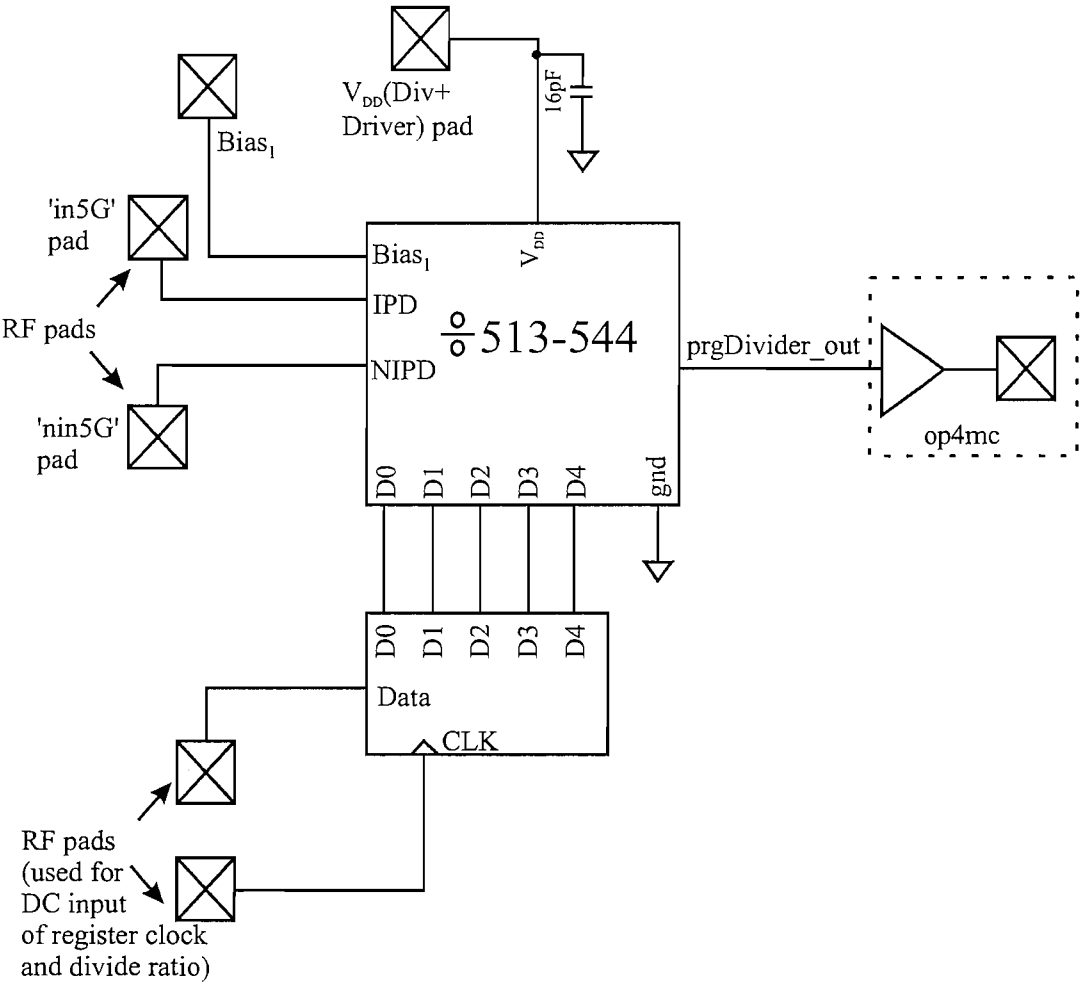 V_DD(Div+
Driver) pad
16pF
Bias_1
'in5G'
pad
RF pads
'nin5G'
pad
Bias_1
V_DD
IPD
÷513-544
NIPD
D0 D1 D2 D3 D4 gnd
prgDivider_out
op4mc
D0 D1 D2 D3 D4
Data
CLK
RF pads
(used for
DC input
of register clock
and divide ratio)